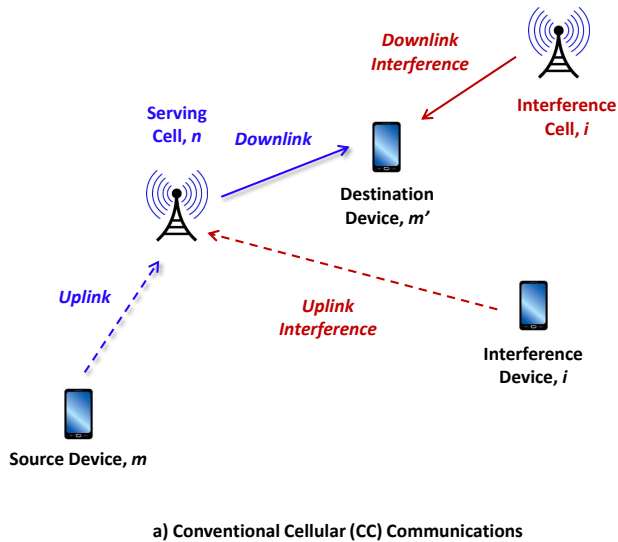 Downlink
Interference
Interference
Cell, i
Serving
Cell, n
Downlink
Destination
Device, m’
Uplink
Uplink
Interference
Interference
Device, i
Source Device, m
a) Conventional Cellular (CC) Communications